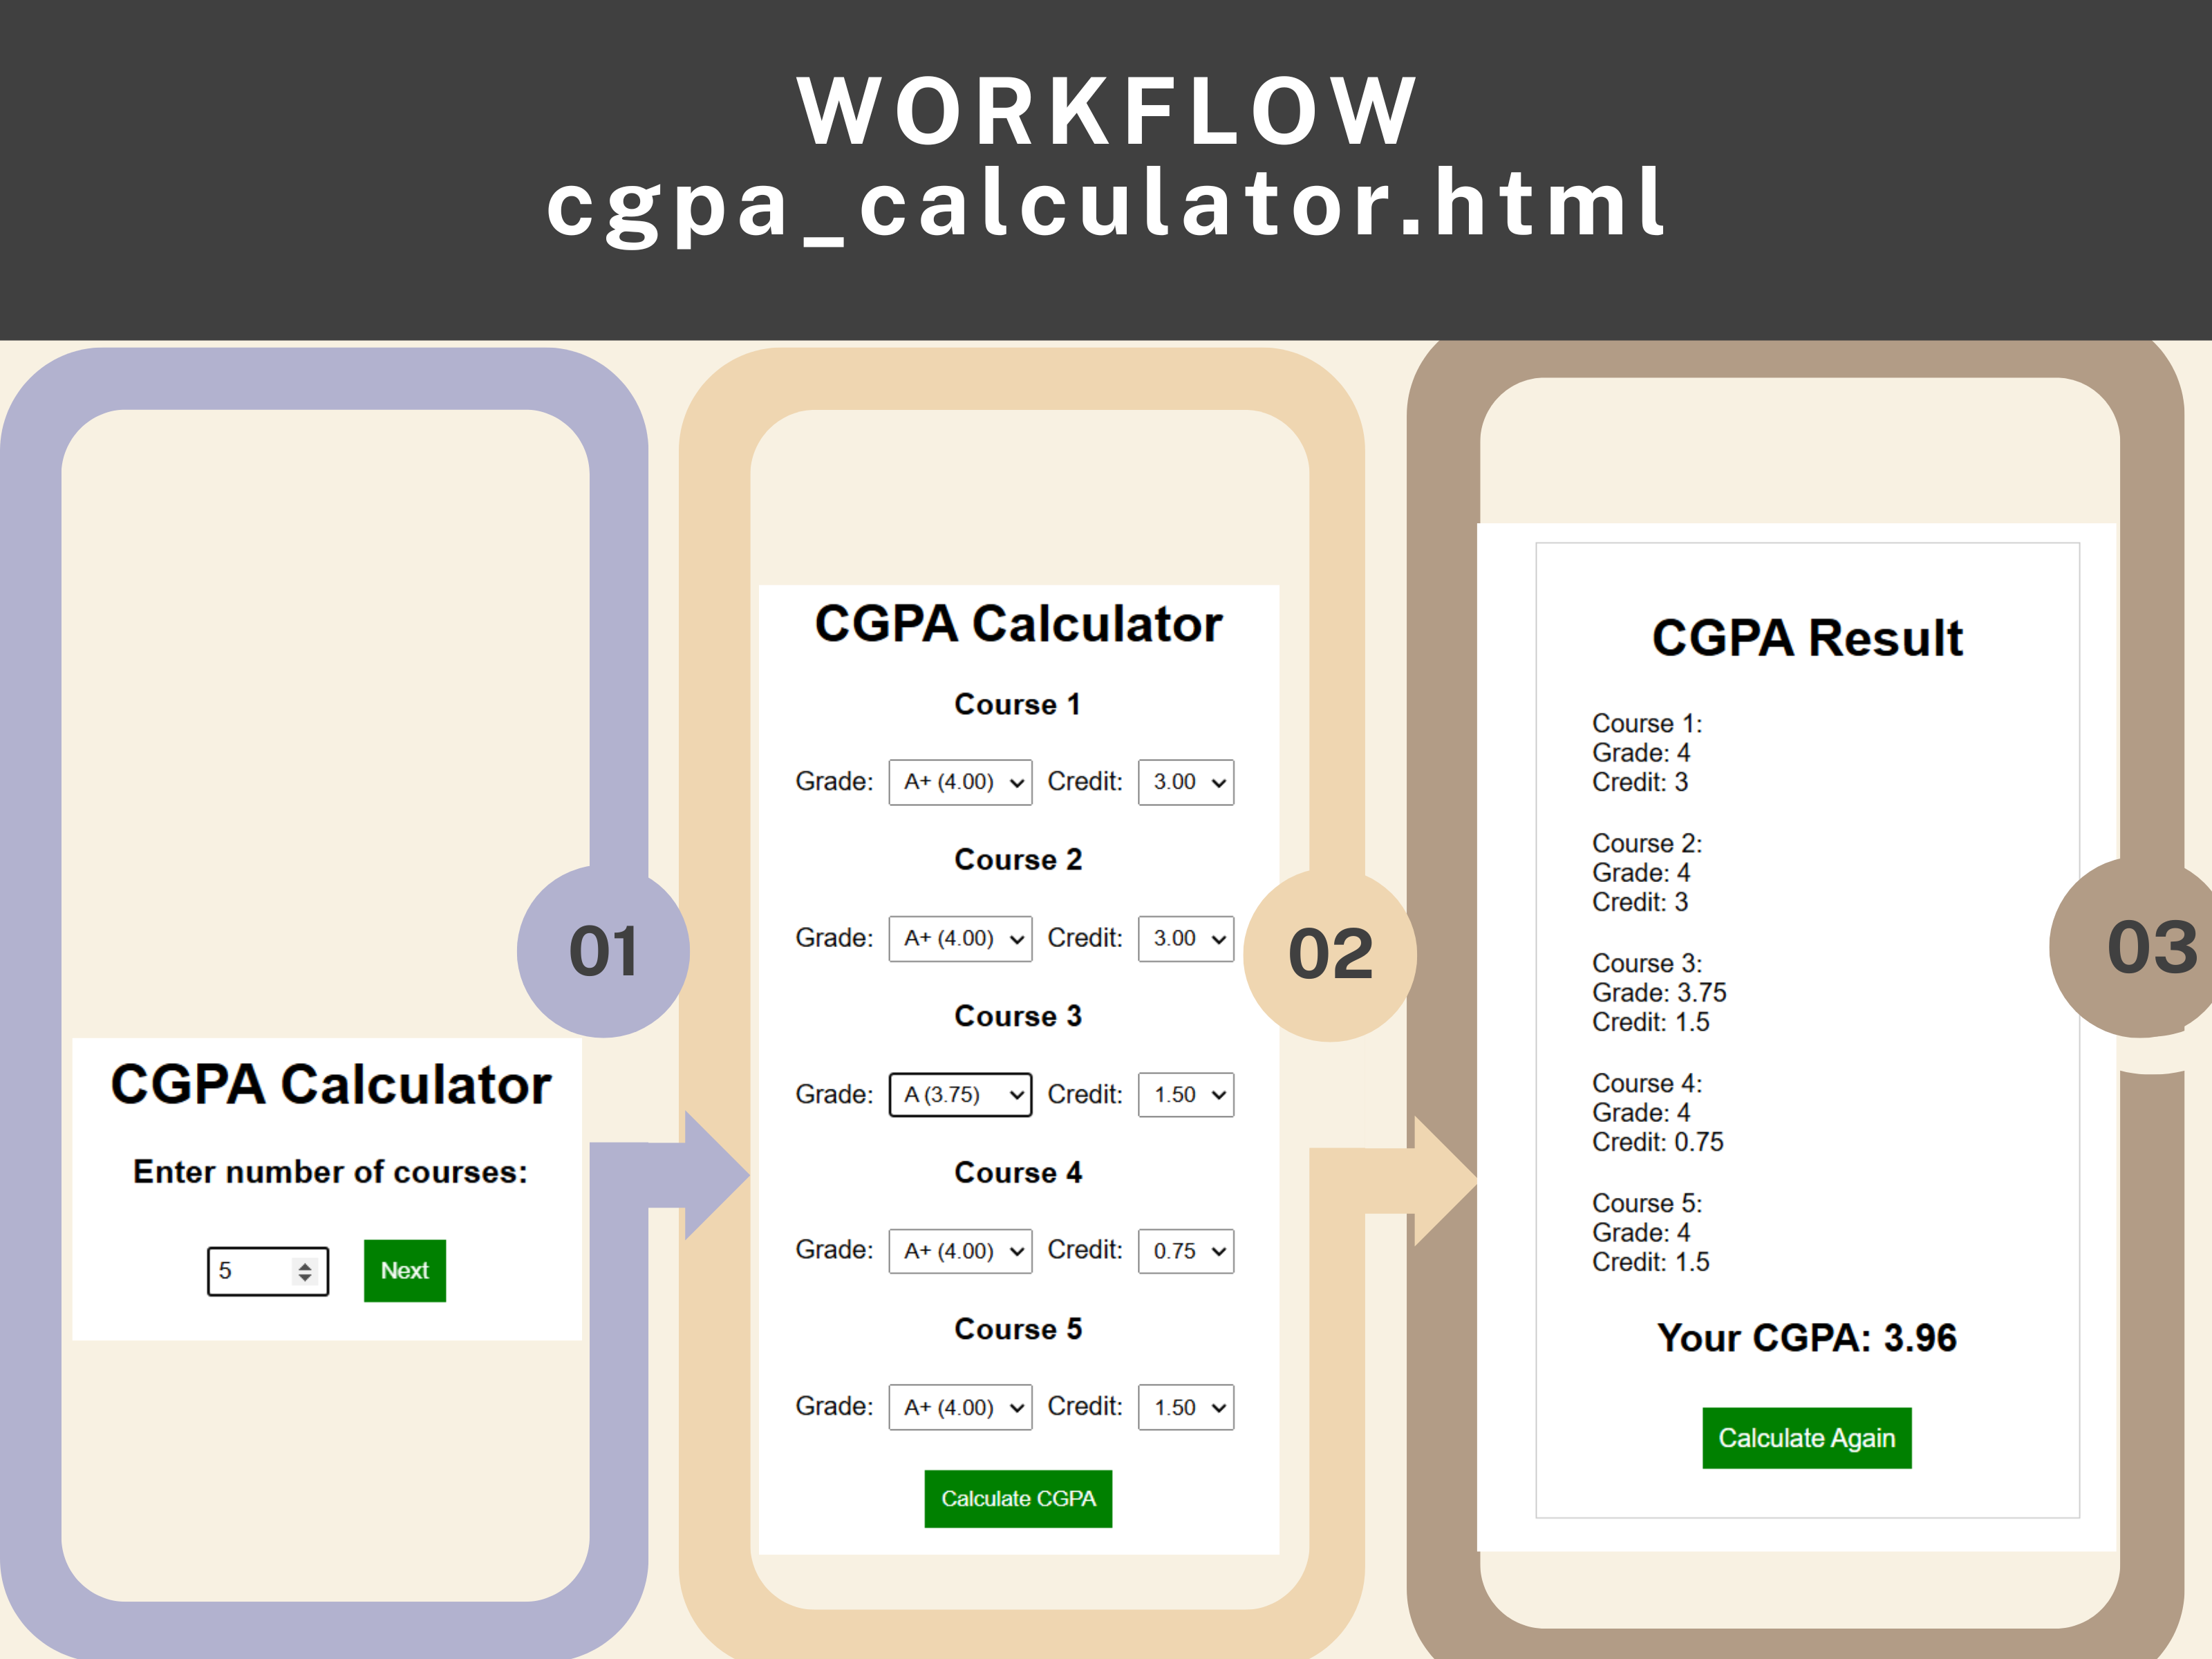 WORKFLOW
cgpa_calculator.html
01
CGPA Calculator
Enter number of courses:
5 Next
02
CGPA Calculator
Course 1
Grade: A+ (4.00) Credit: 3.00
Course 2
Grade: A+ (4.00) Credit: 3.00
Course 3
Grade: A (3.75) Credit: 1.50
Course 4
Grade: A+ (4.00) Credit: 0.75
Course 5
Grade: A+ (4.00) Credit: 1.50
Calculate CGPA
03
CGPA Result
Course 1:
Grade: 4
Credit: 3
Course 2:
Grade: 4
Credit: 3
Course 3:
Grade: 3.75
Credit: 1.5
Course 4:
Grade: 4
Credit: 0.75
Course 5:
Grade: 4
Credit: 1.5
Your CGPA: 3.96
Calculate Again